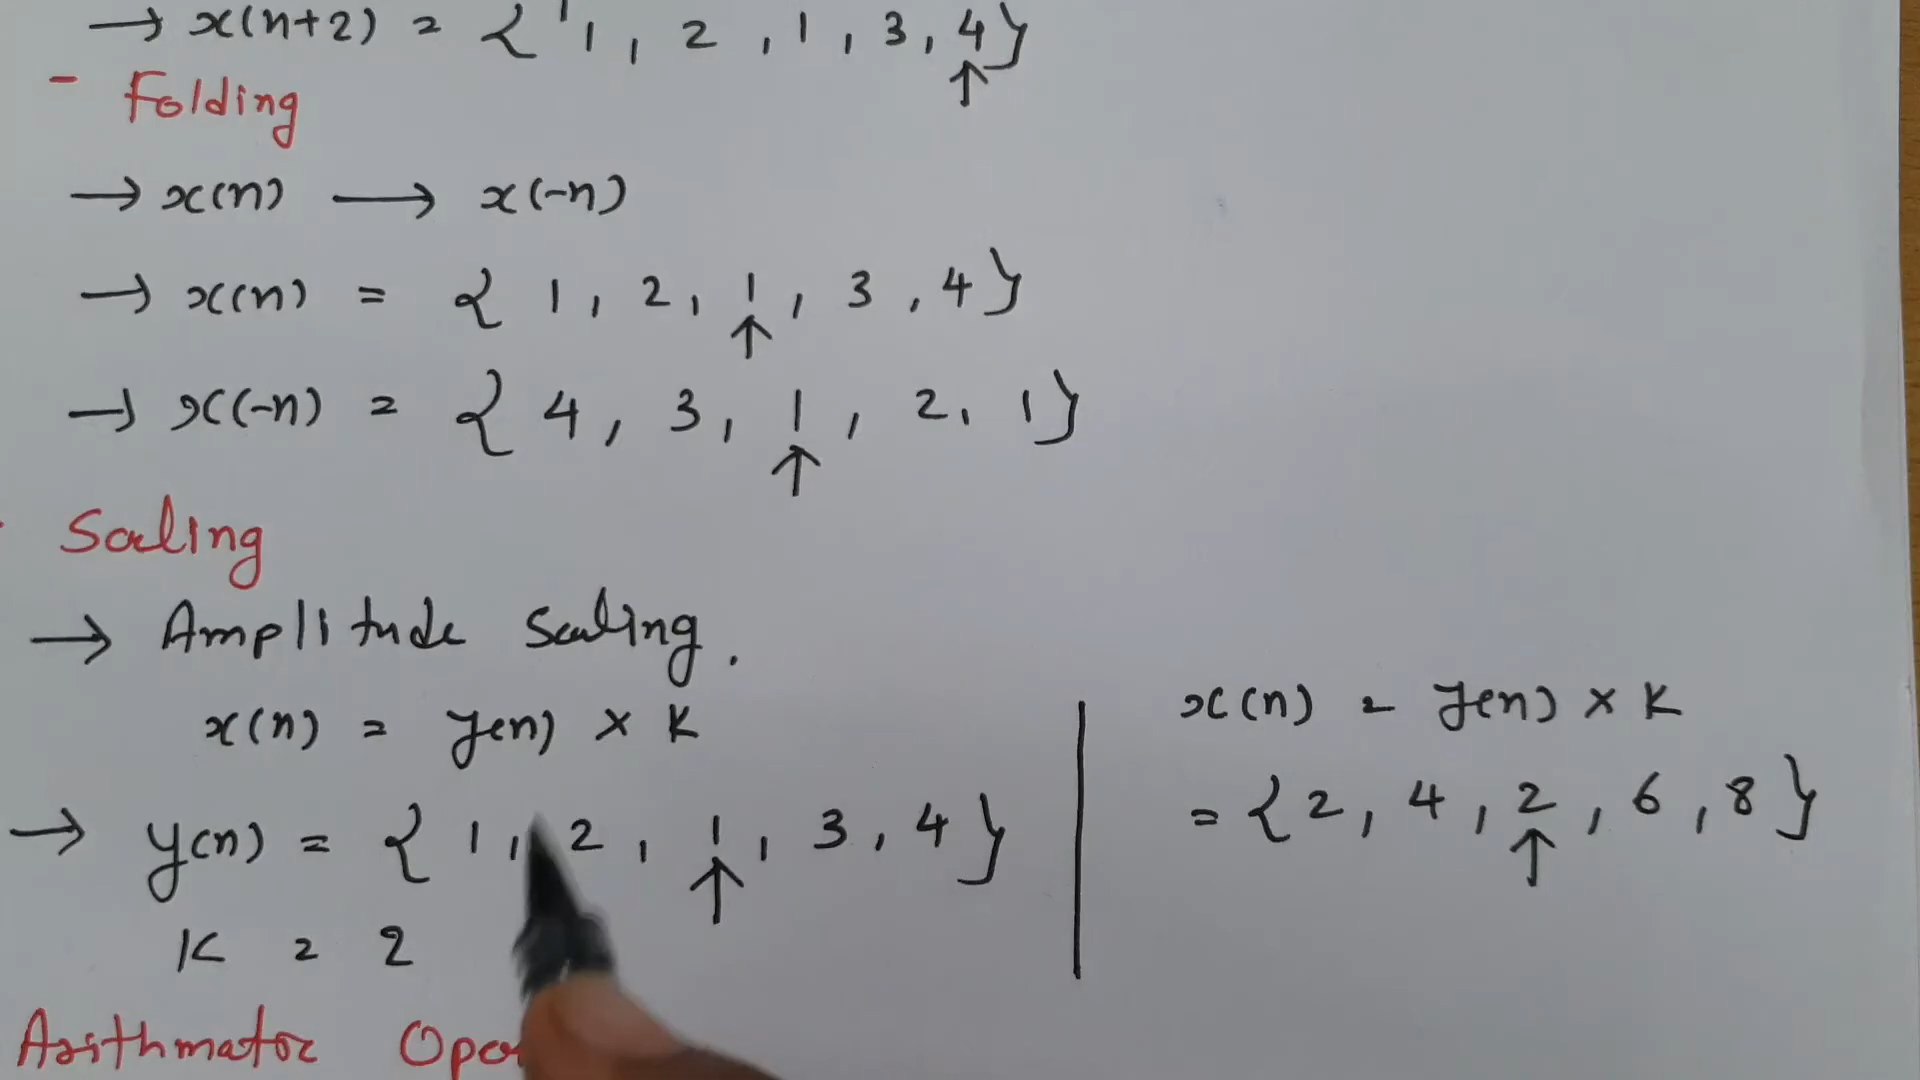 → x(n+2) = { 1, 2, 1, 3, 4}
↑
- Folding
→ x(n) → x(-n)
→ x(n) = { 1, 2, 1, 3, 4}
↑
→ x(-n) = { 4, 3, 1, 2, 1}
↑
Scaling
→ Amplitude Scaling.
x(n) = y(n) × K
→ y(n) = { 1, 2, 1, 3, 4}
↑
K = 2
x(n) = y(n) × K
= {2, 4, 2, 6, 8}
↑
Arithmator